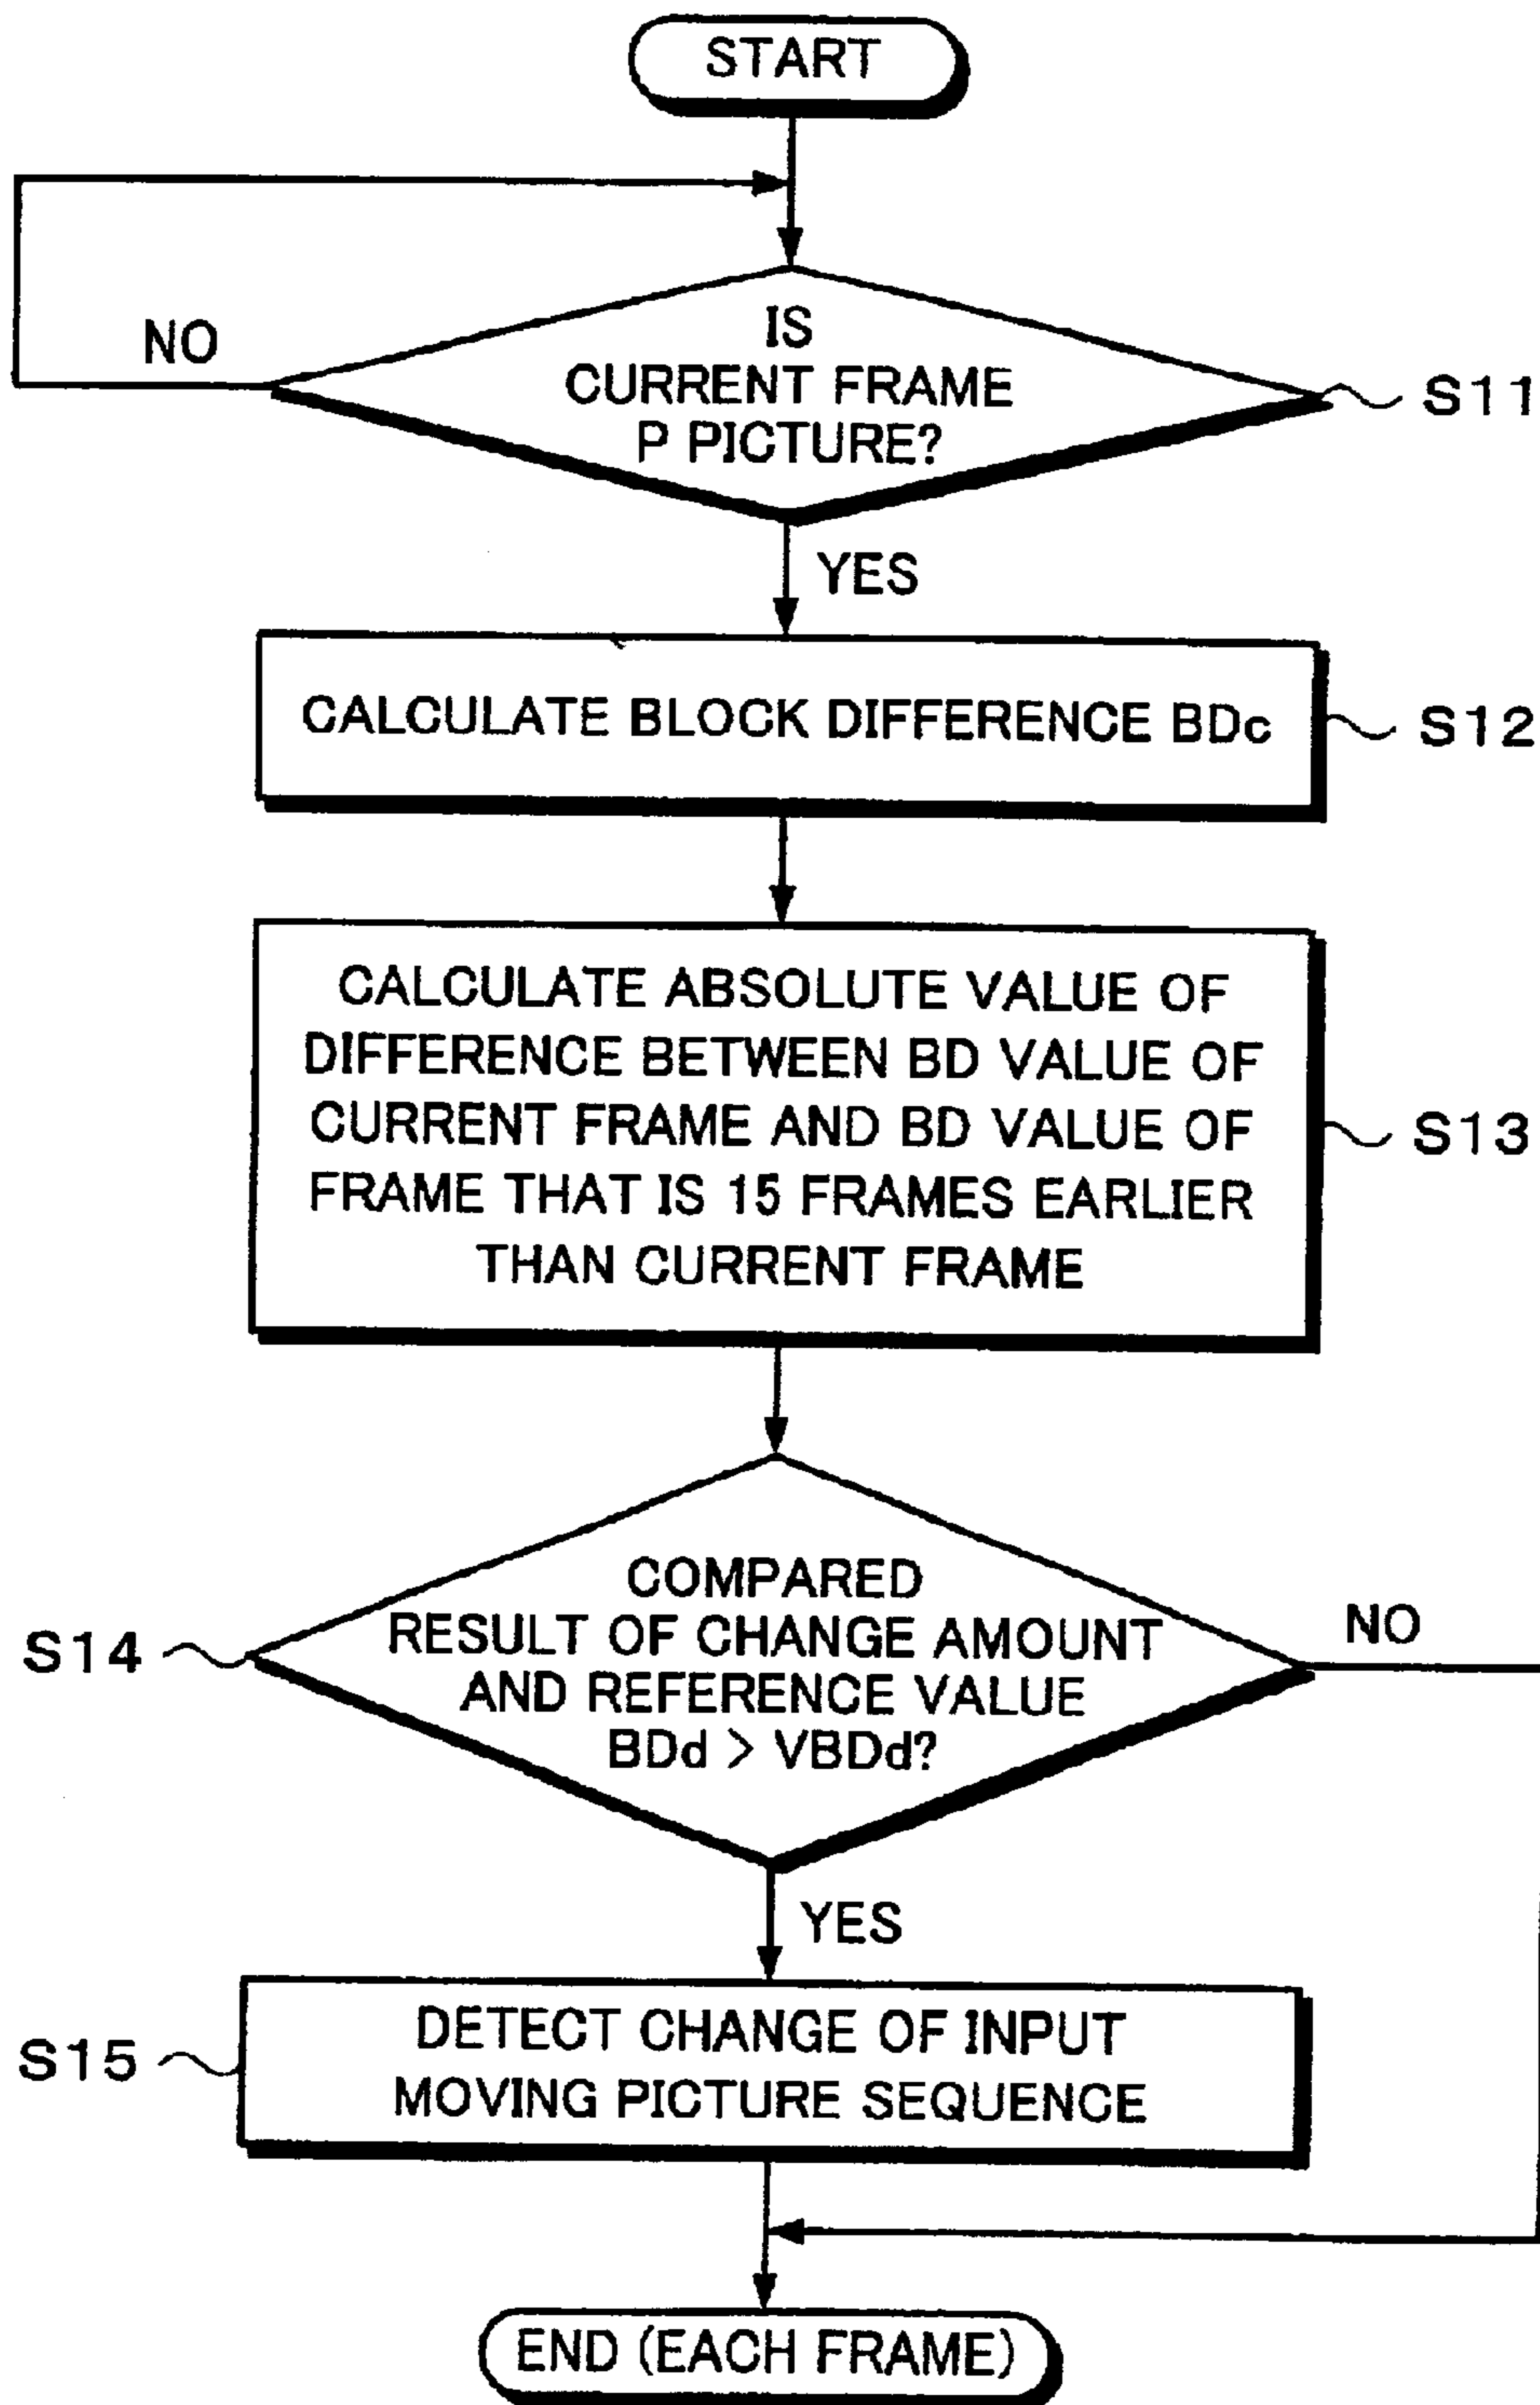 START
NO
IS
CURRENT FRAME
P PICTURE?
S11
YES
CALCULATE BLOCK DIFFERENCE BDc
S12
CALCULATE ABSOLUTE VALUE OF
DIFFERENCE BETWEEN BD VALUE OF
CURRENT FRAME AND BD VALUE OF
FRAME THAT IS 15 FRAMES EARLIER
THAN CURRENT FRAME
S13
S14
COMPARED
RESULT OF CHANGE AMOUNT
AND REFERENCE VALUE
BDd > VBDd?
NO
YES
S15
DETECT CHANGE OF INPUT
MOVING PICTURE SEQUENCE
END (EACH FRAME)